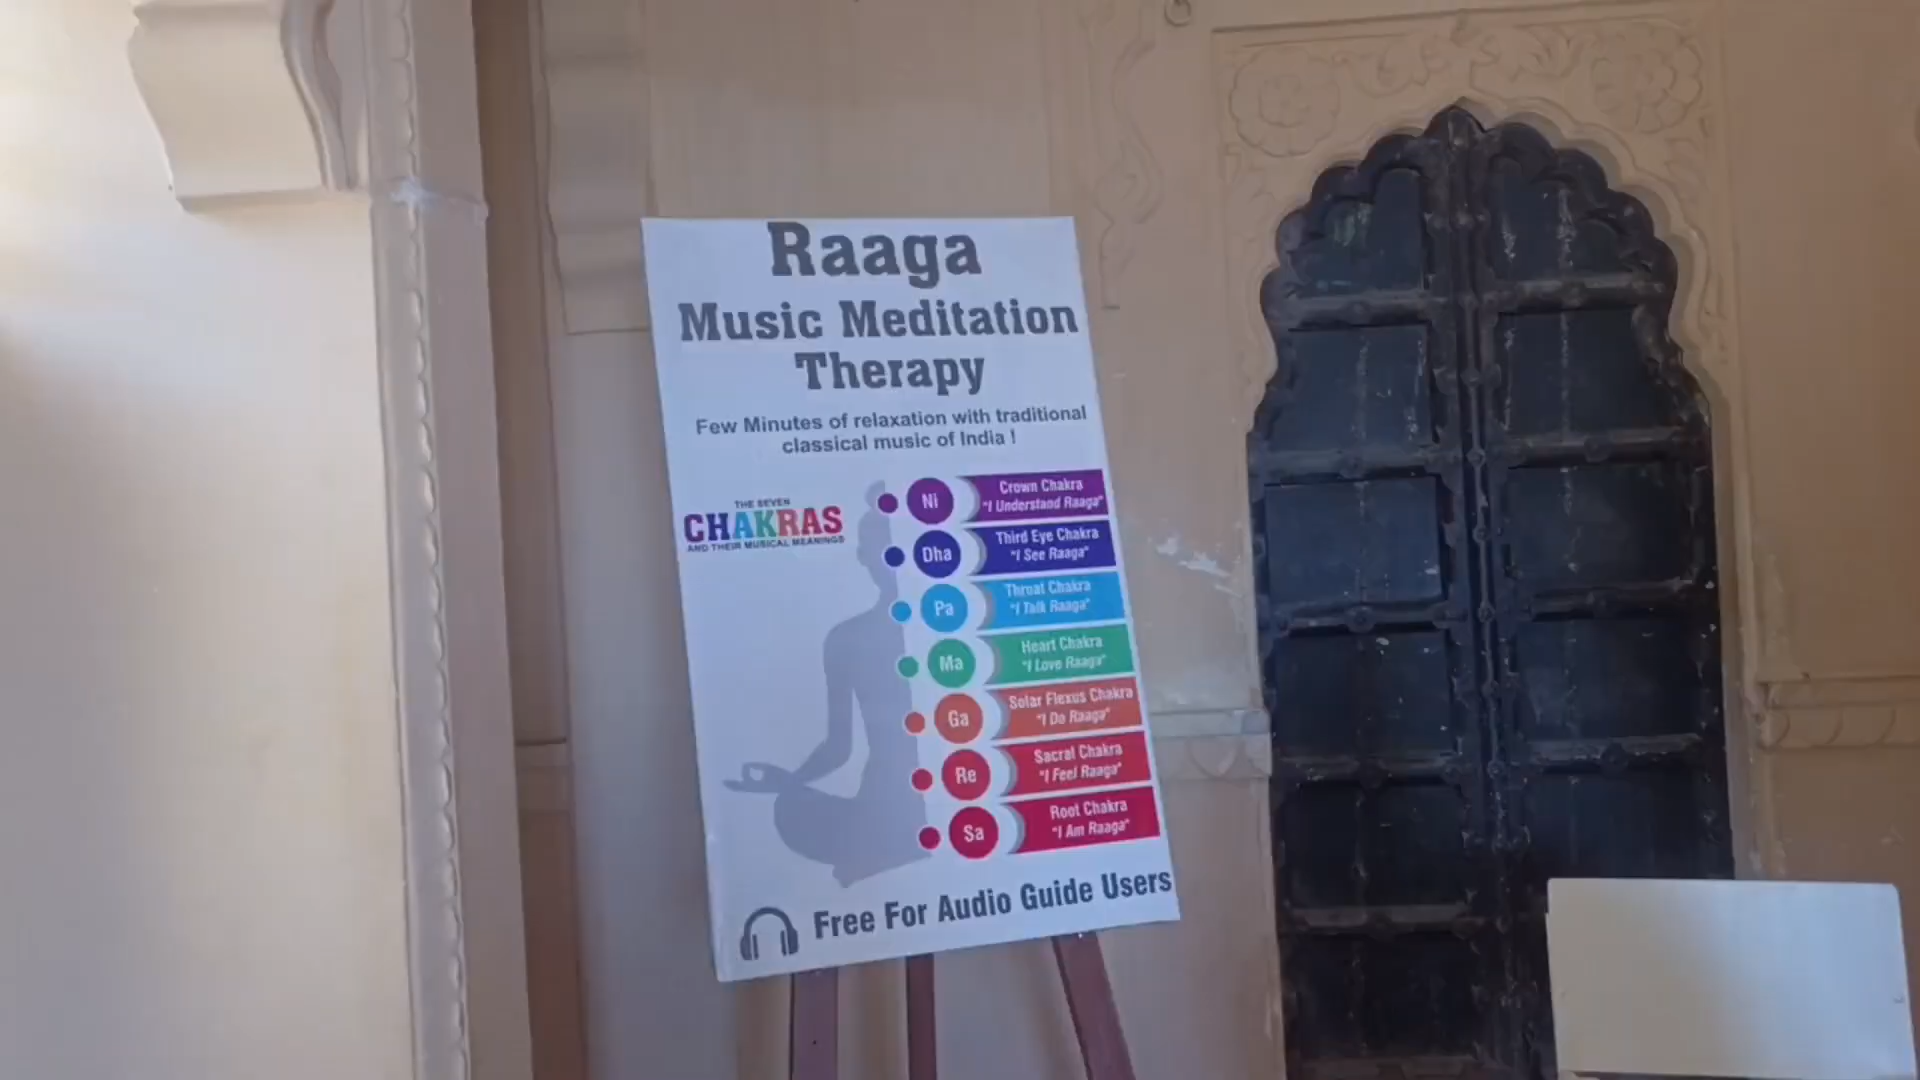 Raaga
Music Meditation
Therapy
Few Minutes of relaxation with traditional
classical music of India !
THE SEVEN
CHAKRAS
AND THEIR MUSICAL MEANINGS
Ni
Crown Chakra
"I Understand Raaga"
Dha
Third Eye Chakra
"I See Raaga"
Pa
Throat Chakra
"I Talk Raaga"
Ma
Heart Chakra
"I Love Raaga"
Ga
Solar Flexus Chakra
"I Do Raaga"
Re
Sacral Chakra
"I Feel Raaga"
Sa
Root Chakra
"I Am Raaga"
Free For Audio Guide Users